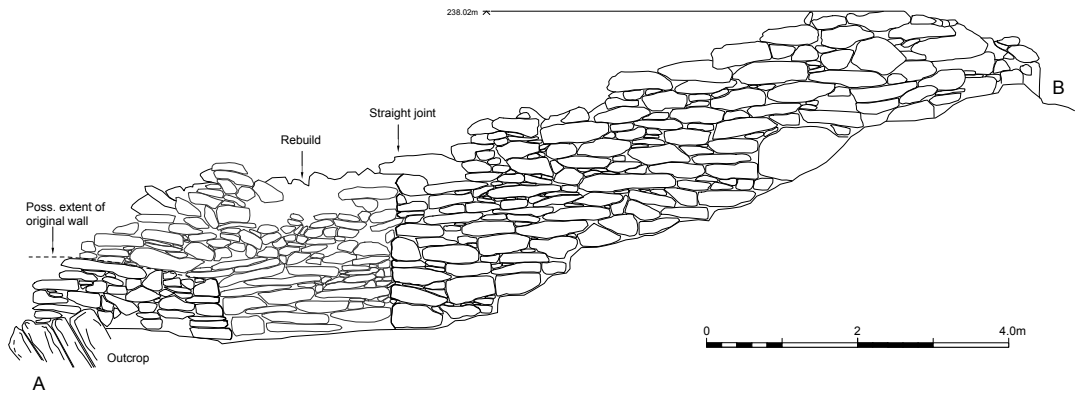 238.02m
Straight joint
Rebuild
B
Poss. extent of
original wall
0 2 4.0m
Outcrop
A